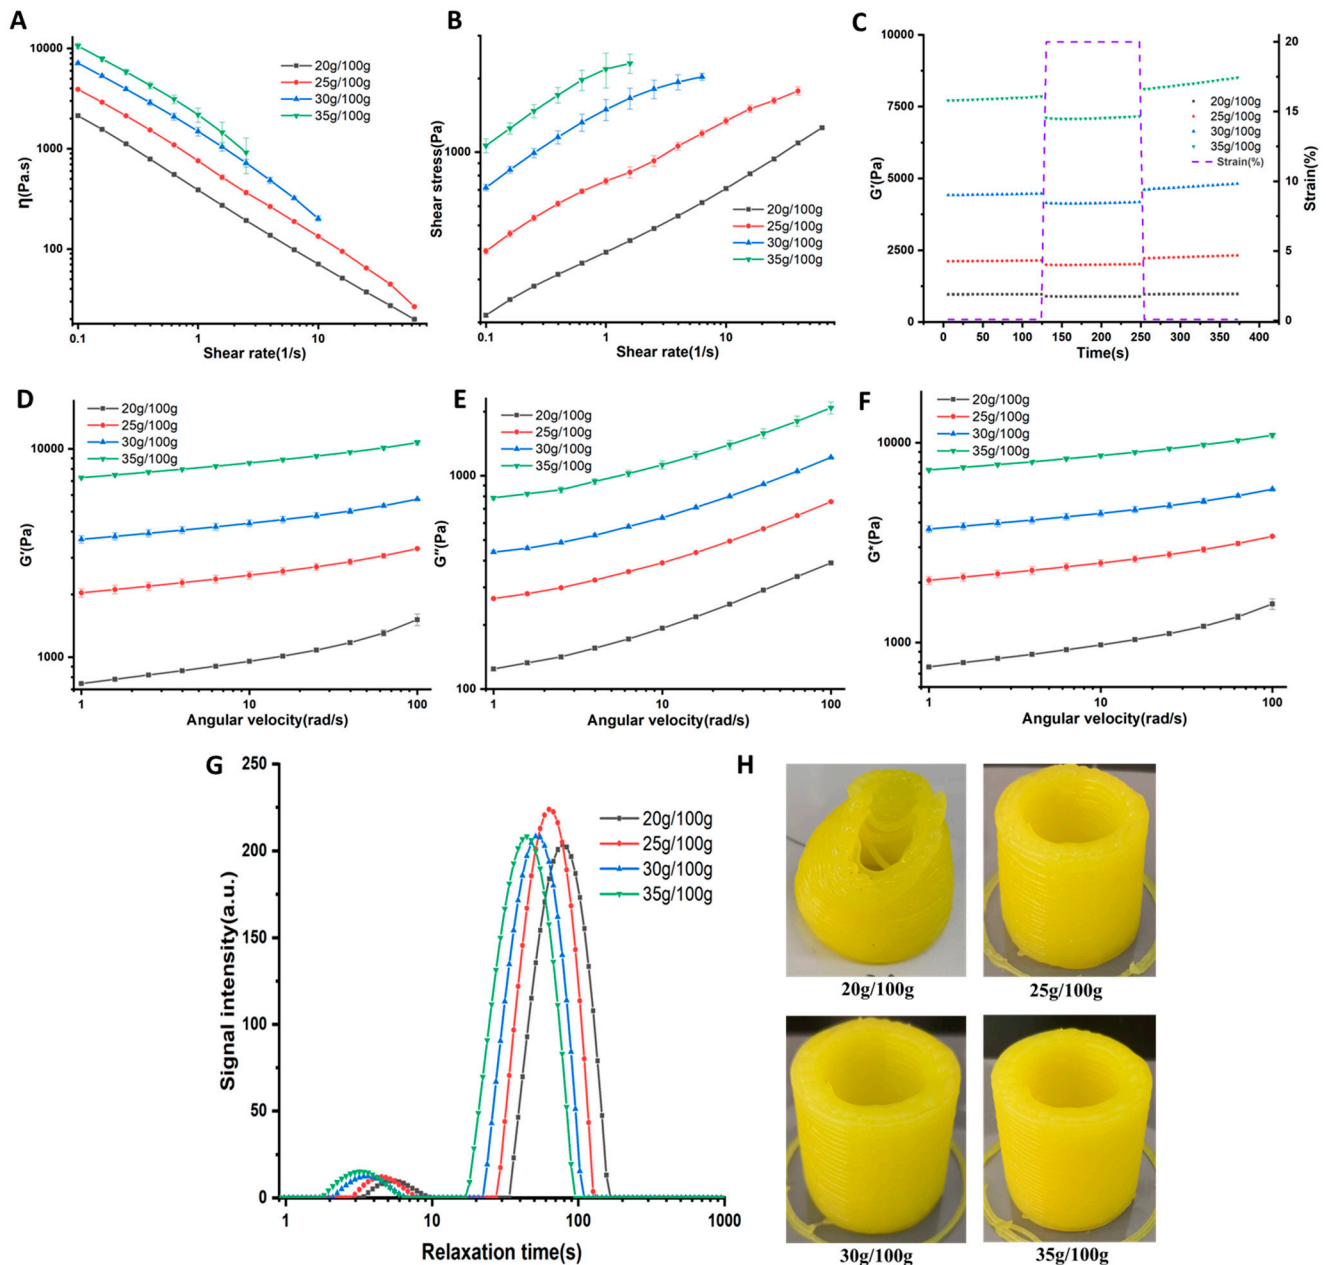 A
10000
1000
100
η(Pa.s)
20g/100g
25g/100g
30g/100g
35g/100g
0.1
1
10
Shear rate(1/s)
B
1000
Shear stress(Pa)
20g/100g
25g/100g
30g/100g
35g/100g
0.1
1
10
Shear rate(1/s)
C
10000
7500
5000
2500
0
G'(Pa)
20g/100g
25g/100g
30g/100g
35g/100g
Strain(%)
20
15
10
5
0
Strain(%)
0 50 100 150 200 250 300 350 400
Time(s)
D
10000
1000
G'(Pa)
20g/100g
25g/100g
30g/100g
35g/100g
1
10
100
Angular velocity(rad/s)
E
1000
100
G''(Pa)
20g/100g
25g/100g
30g/100g
35g/100g
1
10
100
Angular velocity(rad/s)
F
10000
1000
G*(Pa)
20g/100g
25g/100g
30g/100g
35g/100g
1
10
100
Angular velocity(rad/s)
G
250
200
150
100
50
0
Signal intensity(a.u.)
20g/100g
25g/100g
30g/100g
35g/100g
1
10
100
1000
Relaxation time(s)
H
20g/100g
25g/100g
30g/100g
35g/100g